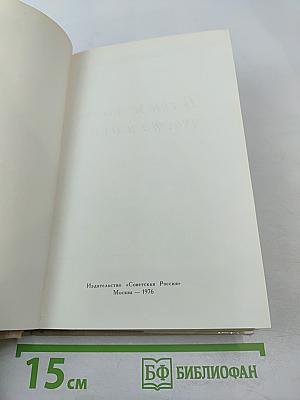 Издательство «Советская Россия»
Москва — 1976
15 см
БФ БИБЛИОФАН